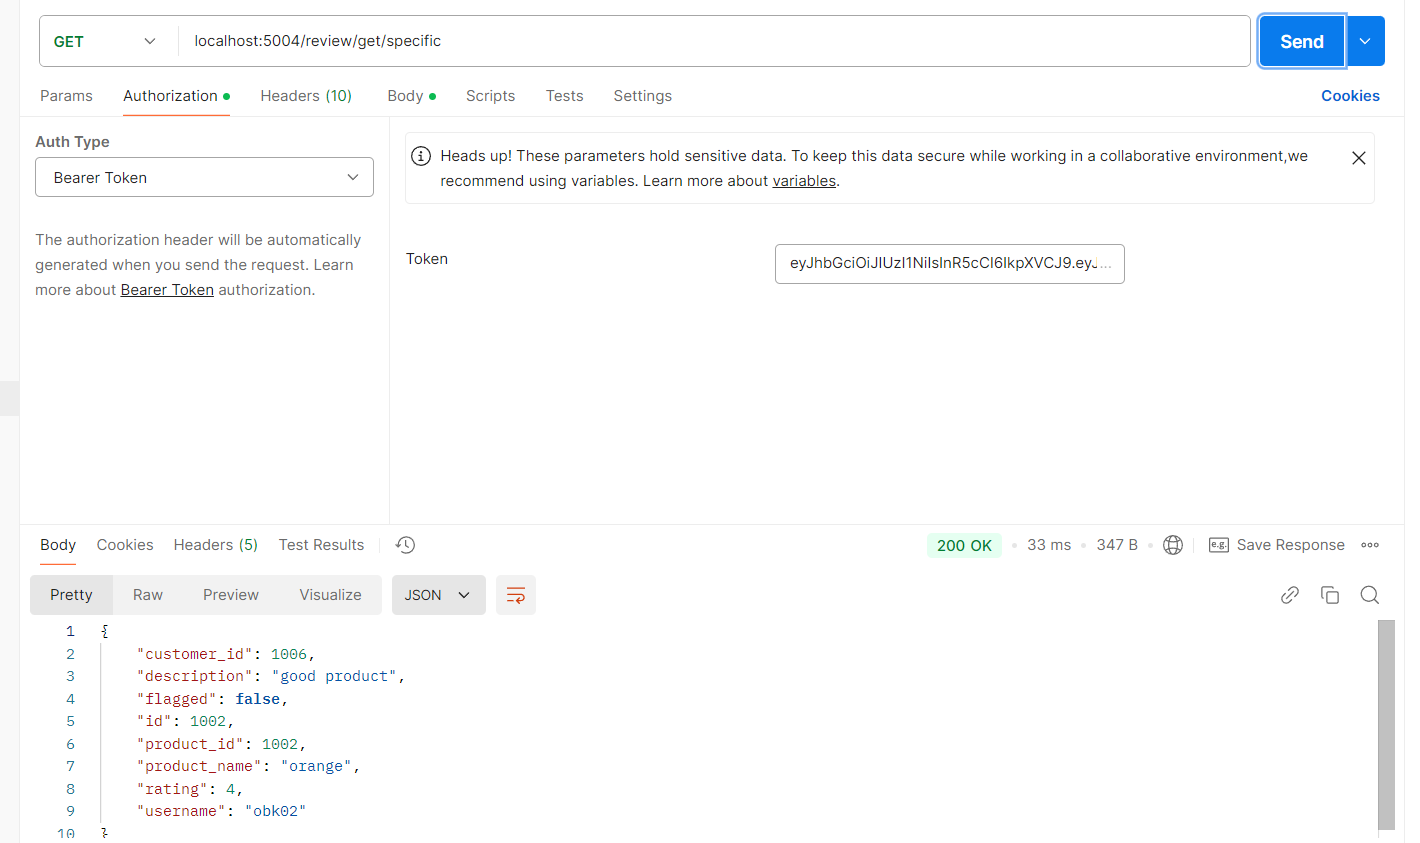 GET
localhost:5004/review/get/specific
Send
Params
Authorization
Headers (10)
Body
Scripts
Tests
Settings
Cookies
Auth Type
Bearer Token
The authorization header will be automatically
generated when you send the request. Learn
more about Bearer Token authorization.
Heads up! These parameters hold sensitive data. To keep this data secure while working in a collaborative environment,we
recommend using variables. Learn more about variables.
Token
eyJhbGciOiJIUzI1NiIsInR5cCI6IkpXVCJ9.eyJ...
Body
Cookies
Headers (5)
Test Results
200 OK
33 ms
347 B
e.g.
Save Response
Pretty
Raw
Preview
Visualize
JSON
1 {
2 "customer_id": 1006,
3 "description": "good product",
4 "flagged": false,
5 "id": 1002,
6 "product_id": 1002,
7 "product_name": "orange",
8 "rating": 4,
9 "username": "obk02"
10 }